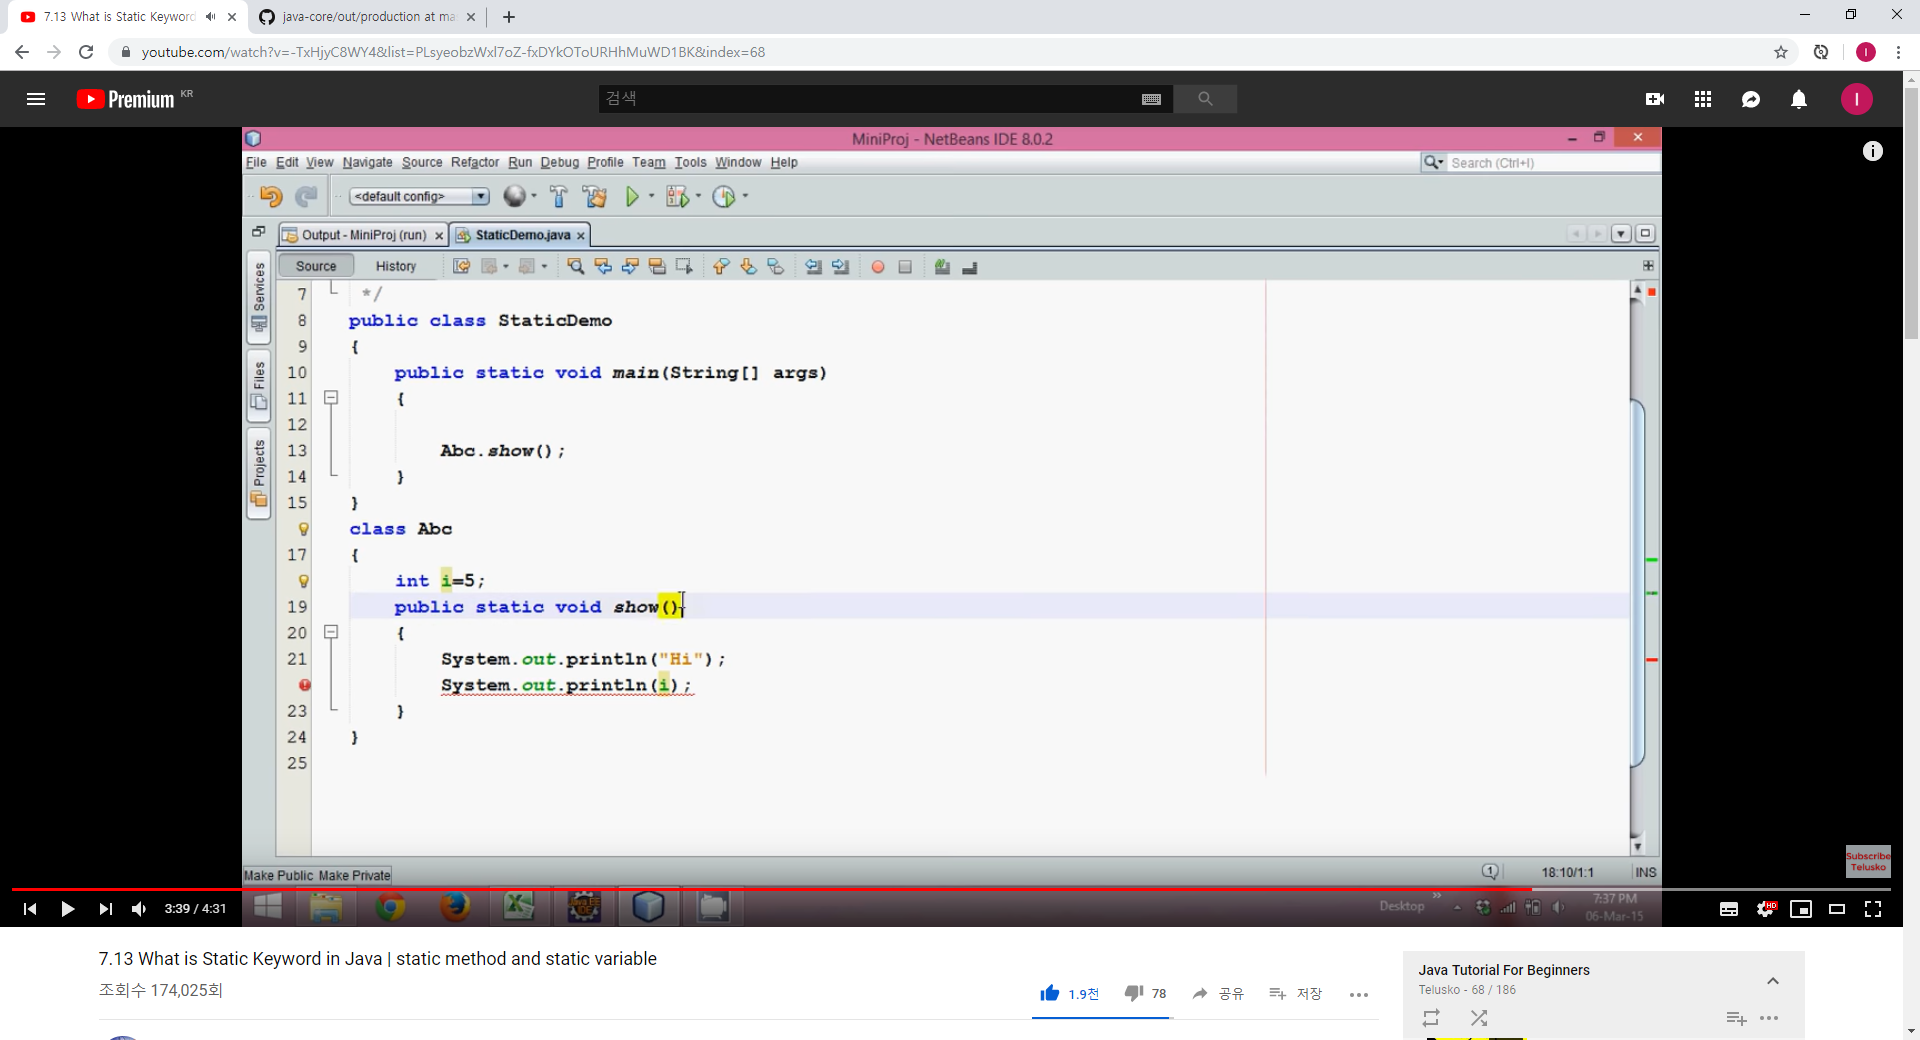 7.13 What is Static Keyword
java-core/out/production at ma
youtube.com/watch?v=-TxHjyC8WY4&list=PLsyeobzWxl7oZ-fxDYkOToURHhMuWD1BK&index=68
I
Premium KR
검색
I
MiniProj - NetBeans IDE 8.0.2
File Edit View Navigate Source Refactor Run Debug Profile Team Tools Window Help
Search (Ctrl+I)
<default config>
Output - MiniProj (run)
StaticDemo.java
Source
History
Services
Files
Projects
7 */
8 public class StaticDemo
9 {
10 public static void main(String[] args)
11 {
12
13 Abc.show();
14 }
15 }
class Abc
17 {
int i=5;
19 public static void show()
20 {
21 System.out.println("Hi");
System.out.println(i);
23 }
24 }
25
Subscribe
Telusko
Make Public Make Private
1
18:10/1:1
INS
3:39 / 4:31
Java EE
IDE
Desktop
7:37 PM
06-Mar-15
HD
7.13 What is Static Keyword in Java | static method and static variable
조회수 174,025회
1.9천
78
공유
저장
Java Tutorial For Beginners
Telusko - 68 / 186